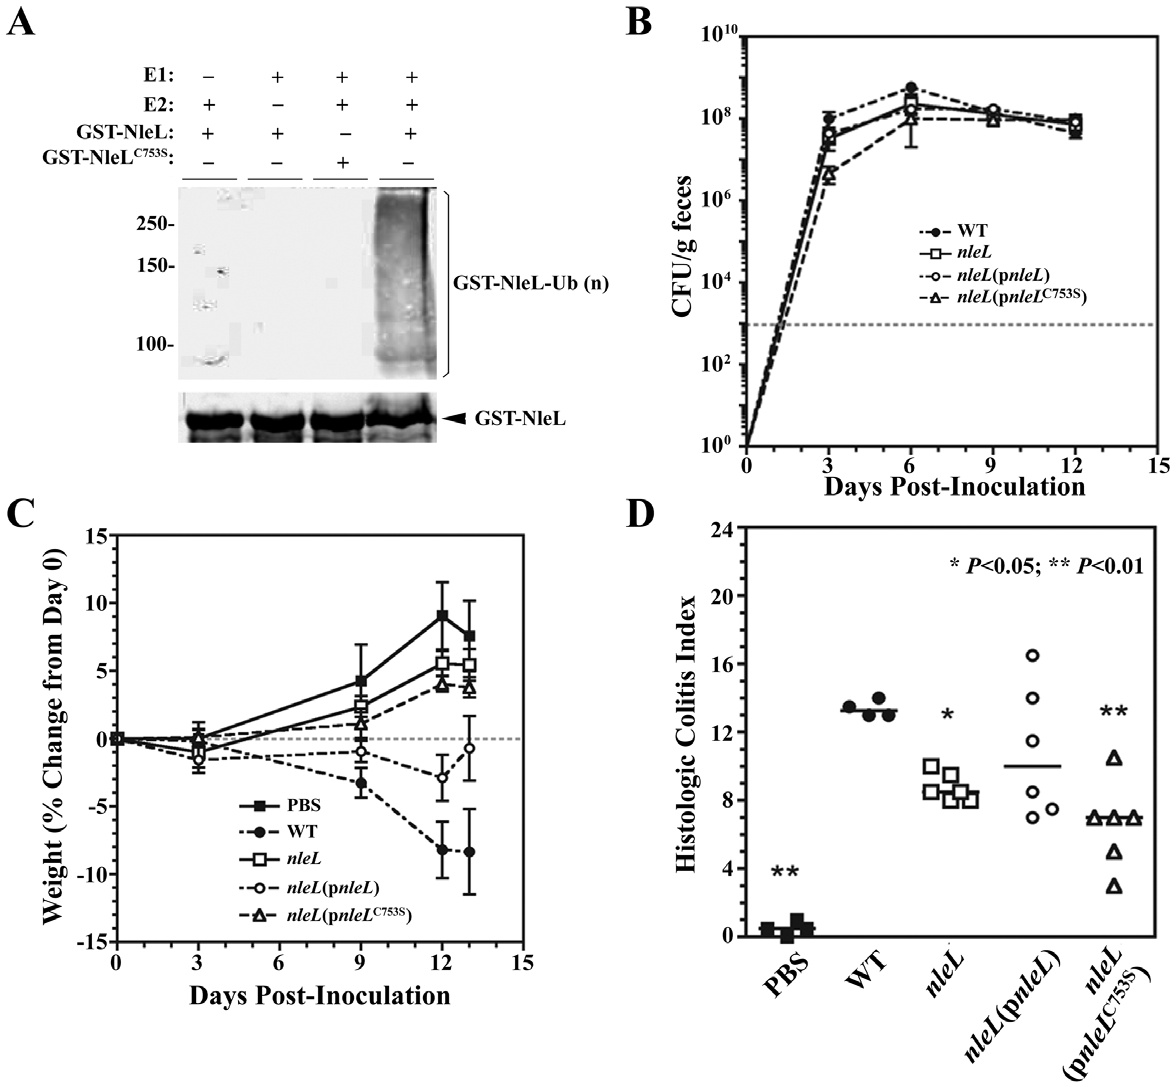 A
E1: – + + +
E2: + – + +
GST-NleL: + + – +
GST-NleL^C753S: – – + –
250-
150-
100-
GST-NleL-Ub (n)
GST-NleL
B
CFU/g feces
10^10
10^8
10^6
10^4
10^2
10^0
WT
nleL
nleL(pnleL)
nleL(pnleL^C753S)
0 3 6 9 12 15
Days Post-Inoculation
C
Weight (% Change from Day 0)
15
10
5
0
-5
-10
-15
PBS
WT
nleL
nleL(pnleL)
nleL(pnleL^C753S)
0 3 6 9 12 15
Days Post-Inoculation
D
Histologic Colitis Index
24
20
16
12
8
4
0
* P<0.05; ** P<0.01
**
*
**
PBS
WT
nleL
nleL(pnleL)
nleL
(pnleL^C753S)